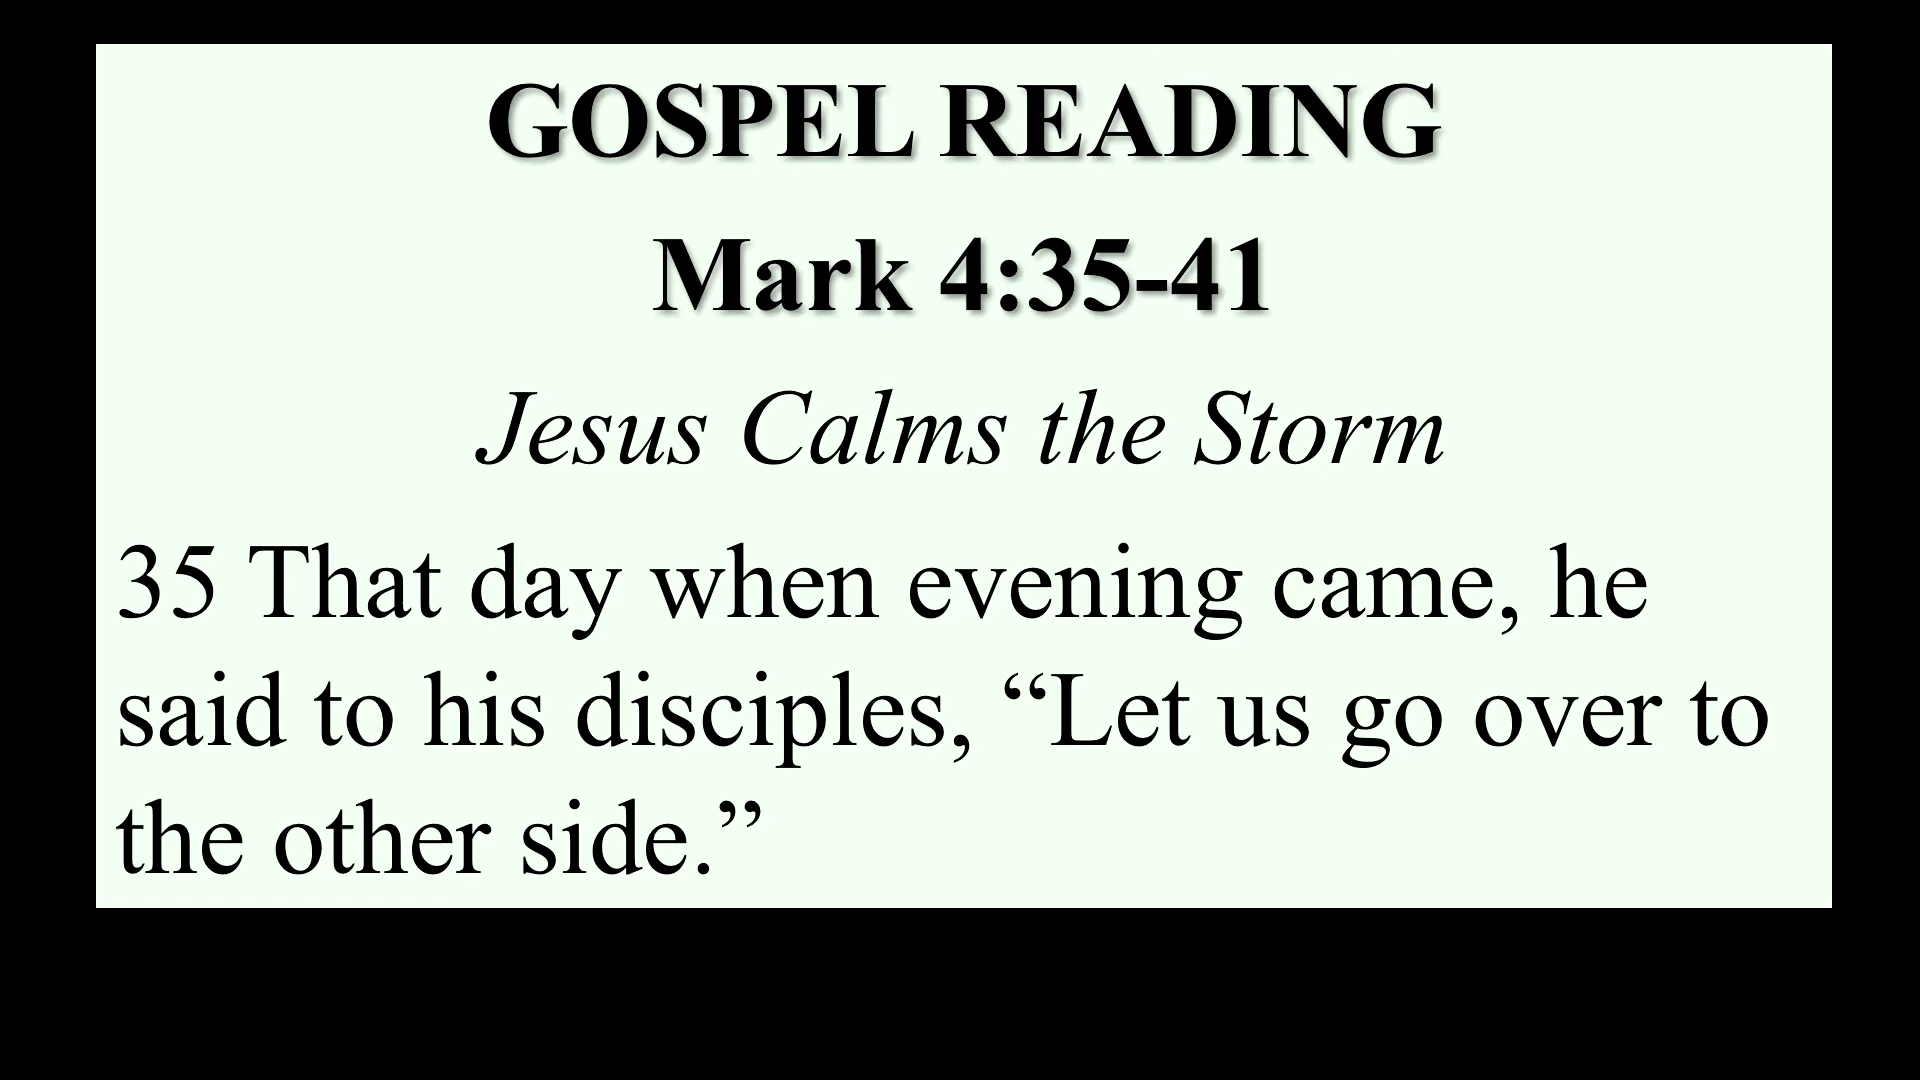 GOSPEL READING
Mark 4:35-41
Jesus Calms the Storm
35 That day when evening came, he
said to his disciples, “Let us go over to
the other side.”